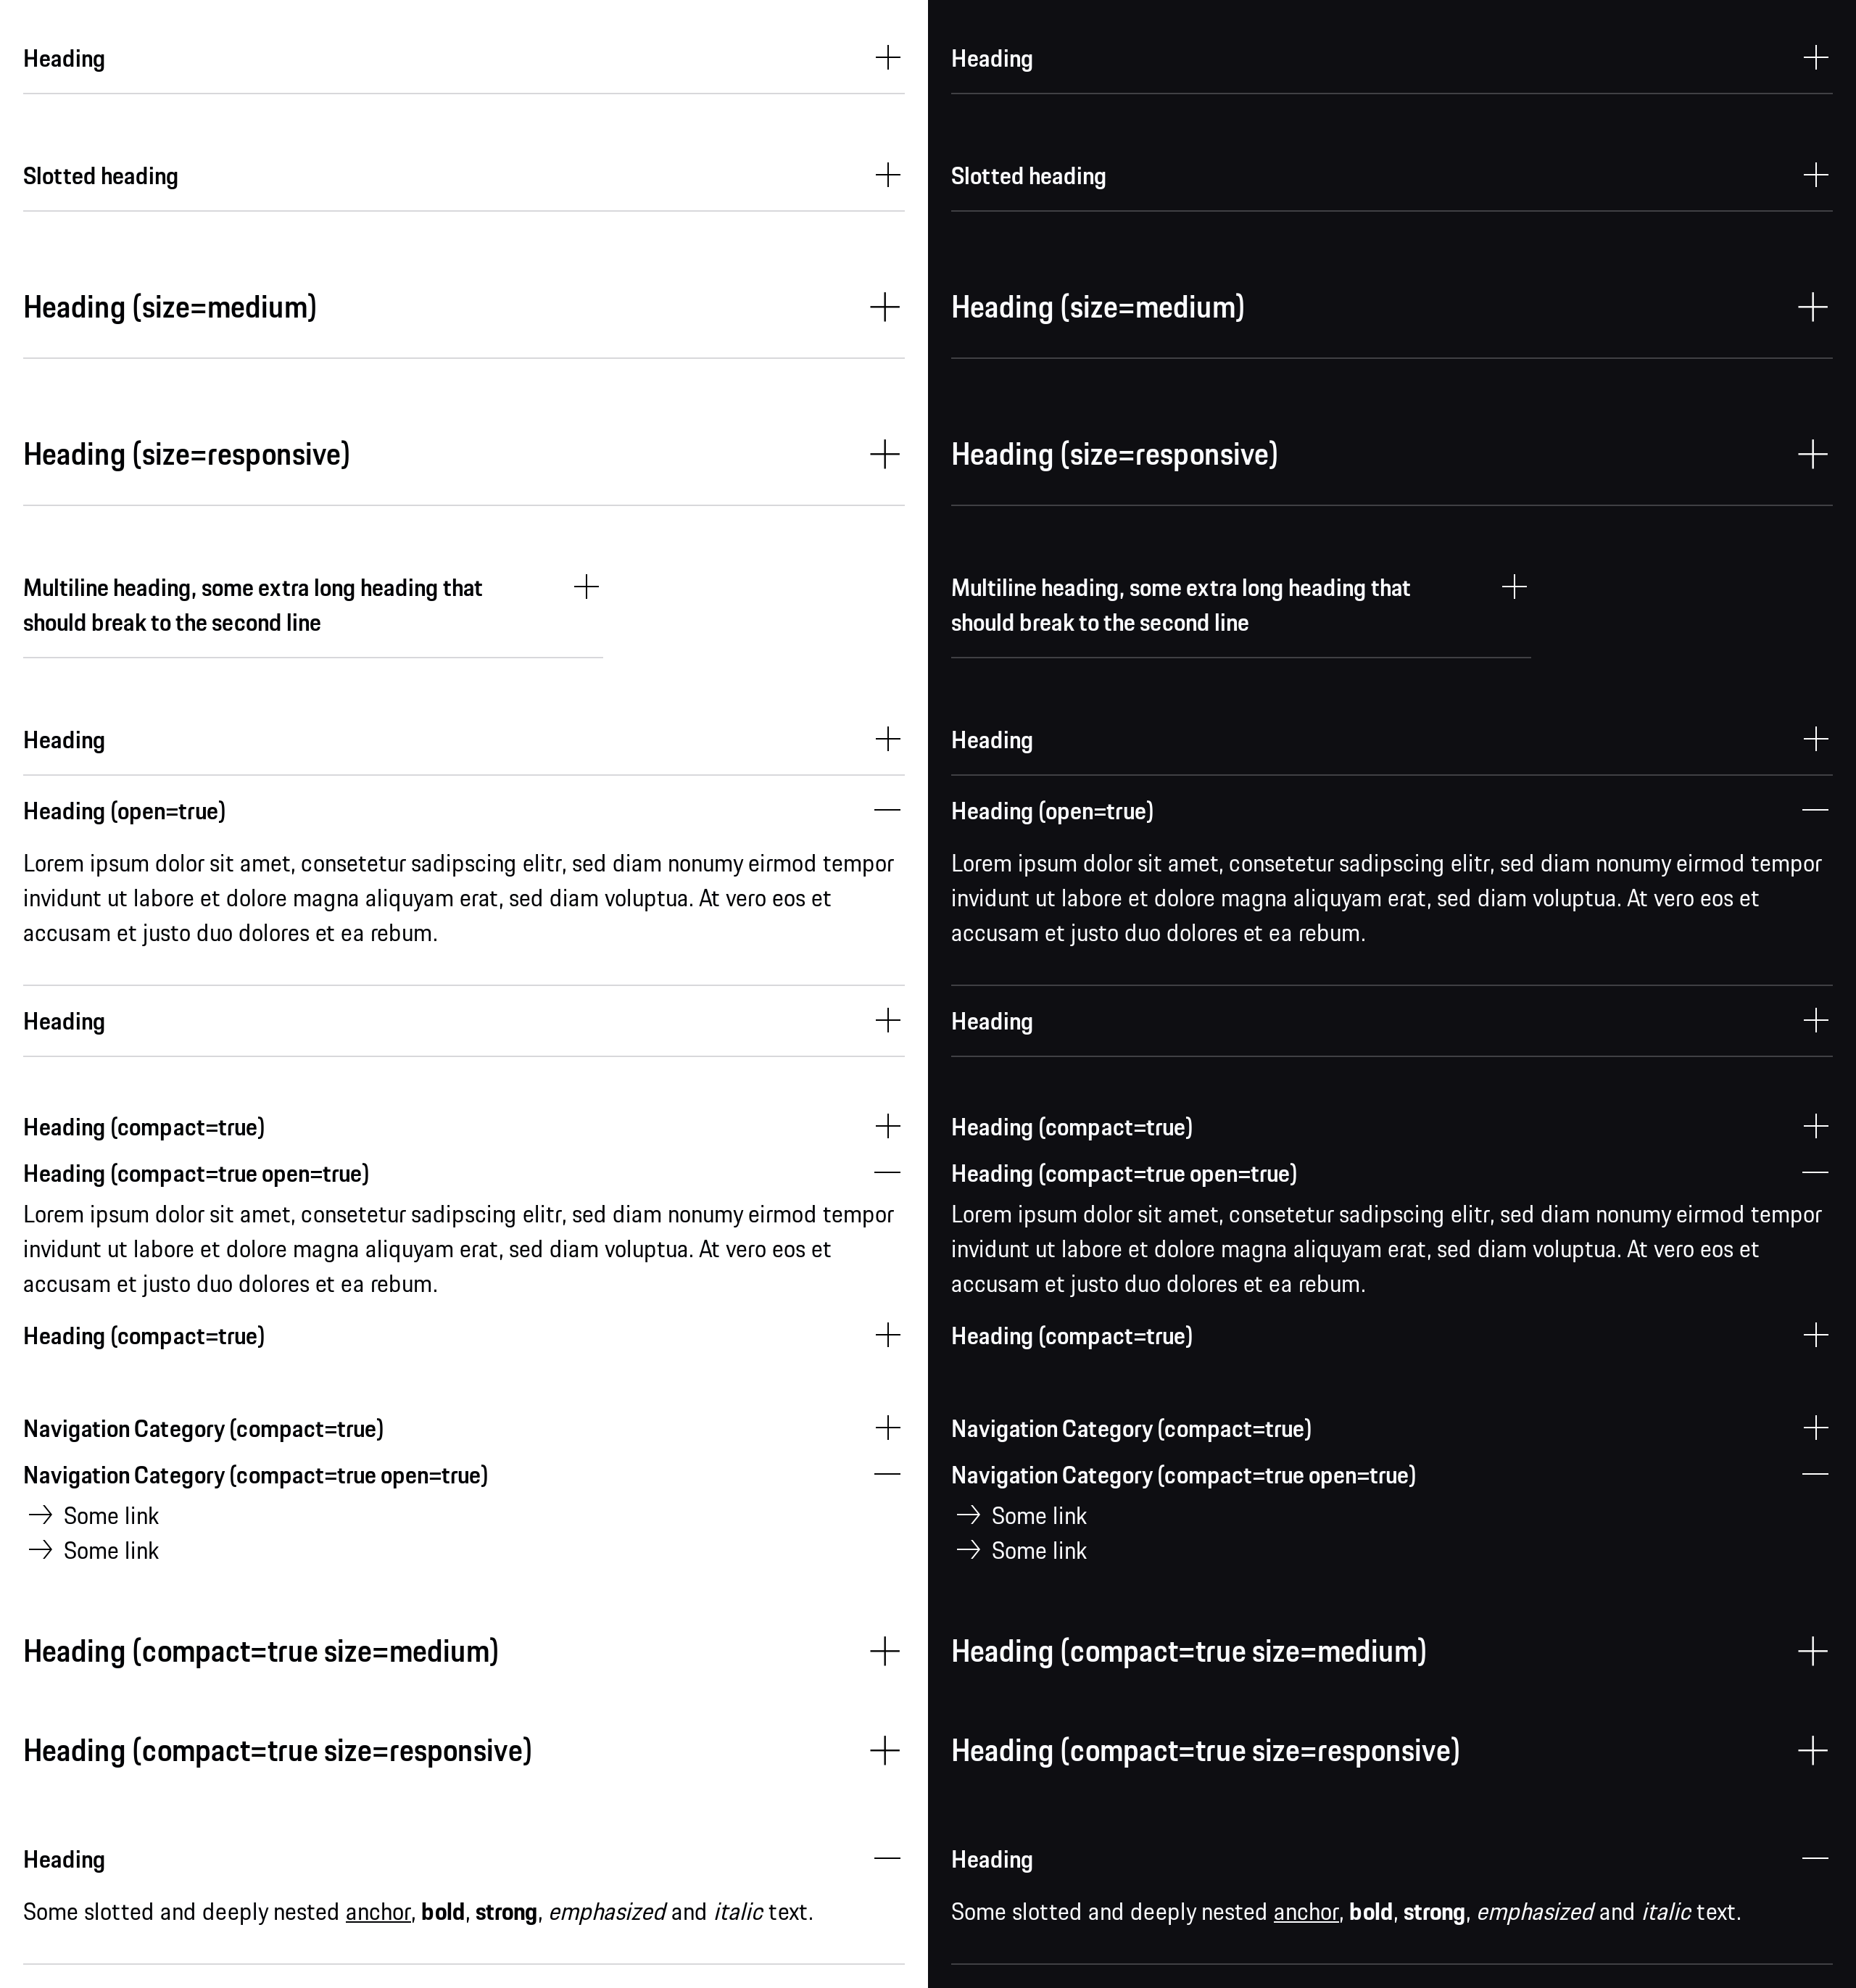 Heading
Slotted heading
Heading (size=medium)
Heading (size=responsive)
Multiline heading, some extra long heading that
should break to the second line
Heading
Heading (open=true)
Lorem ipsum dolor sit amet, consetetur sadipscing elitr, sed diam nonumy eirmod tempor
invidunt ut labore et dolore magna aliquyam erat, sed diam voluptua. At vero eos et
accusam et justo duo dolores et ea rebum.
Heading
Heading (compact=true)
Heading (compact=true open=true)
Lorem ipsum dolor sit amet, consetetur sadipscing elitr, sed diam nonumy eirmod tempor
invidunt ut labore et dolore magna aliquyam erat, sed diam voluptua. At vero eos et
accusam et justo duo dolores et ea rebum.
Heading (compact=true)
Navigation Category (compact=true)
Navigation Category (compact=true open=true)
Some link
Some link
Heading (compact=true size=medium)
Heading (compact=true size=responsive)
Heading
Some slotted and deeply nested anchor, bold, strong, emphasized and italic text.
Heading
Slotted heading
Heading (size=medium)
Heading (size=responsive)
Multiline heading, some extra long heading that
should break to the second line
Heading
Heading (open=true)
Lorem ipsum dolor sit amet, consetetur sadipscing elitr, sed diam nonumy eirmod tempor
invidunt ut labore et dolore magna aliquyam erat, sed diam voluptua. At vero eos et
accusam et justo duo dolores et ea rebum.
Heading
Heading (compact=true)
Heading (compact=true open=true)
Lorem ipsum dolor sit amet, consetetur sadipscing elitr, sed diam nonumy eirmod tempor
invidunt ut labore et dolore magna aliquyam erat, sed diam voluptua. At vero eos et
accusam et justo duo dolores et ea rebum.
Heading (compact=true)
Navigation Category (compact=true)
Navigation Category (compact=true open=true)
Some link
Some link
Heading (compact=true size=medium)
Heading (compact=true size=responsive)
Heading
Some slotted and deeply nested anchor, bold, strong, emphasized and italic text.